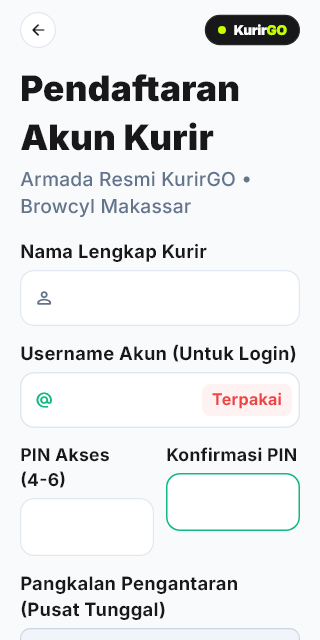 KurirGO
Pendaftaran
Akun Kurir
Armada Resmi KurirGO •
Browcyl Makassar
Nama Lengkap Kurir
Username Akun (Untuk Login)
@
Terpakai
PIN Akses
(4-6)
Konfirmasi PIN
Pangkalan Pengantaran
(Pusat Tunggal)